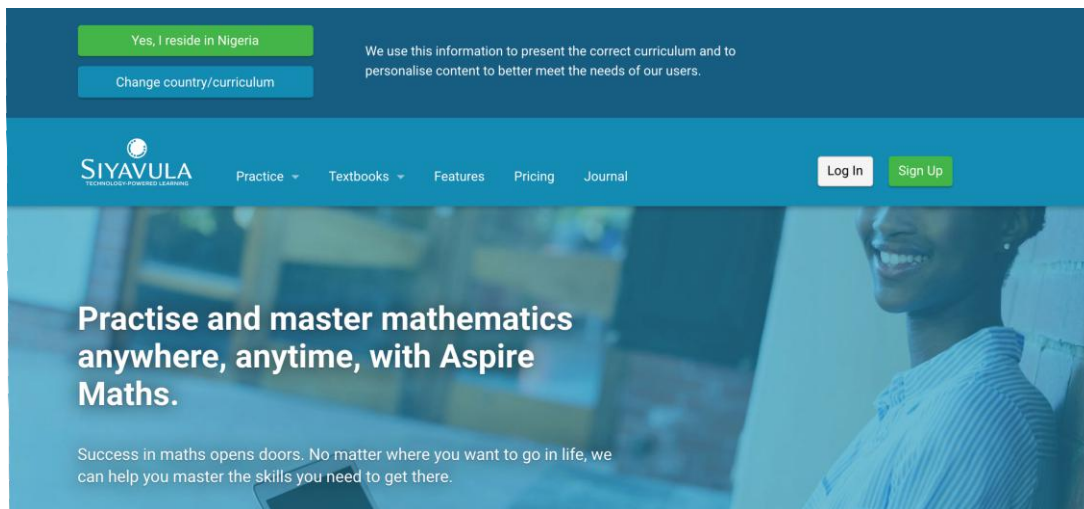 Yes, I reside in Nigeria
Change country/curriculum
We use this information to present the correct curriculum and to
personalise content to better meet the needs of our users.
SIYAVULA
TECHNOLOGY-POWERED LEARNING
Practice
Textbooks
Features
Pricing
Journal
Log In
Sign Up
Practise and master mathematics
anywhere, anytime, with Aspire
Maths.
Success in maths opens doors. No matter where you want to go in life, we
can help you master the skills you need to get there.